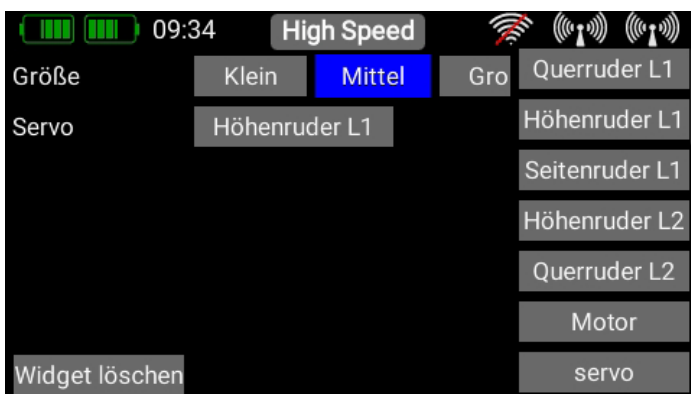 09:34 High Speed
Größe Klein Mittel Gro
Servo Höhenruder L1
Querruder L1
Höhenruder L1
Seitenruder L1
Höhenruder L2
Querruder L2
Motor
servo
Widget löschen